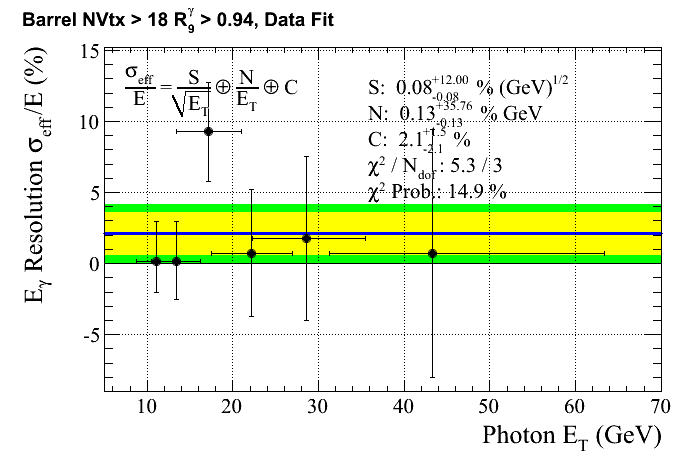 Barrel NVtx > 18 R₉^γ > 0.94, Data Fit
E_γ Resolution σ_eff/E (%)
σ_eff/E = S/√E_T ⊕ N/E_T ⊕ C
S: 0.08 +12.00 -0.08 % (GeV)^1/2
N: 0.13 +35.76 -0.13 % GeV
C: 2.1 +1.5 -2.1 %
χ² / N_dof : 5.3 / 3
χ² Prob.: 14.9 %
15
10
5
0
-5
10 20 30 40 50 60 70
Photon E_T (GeV)